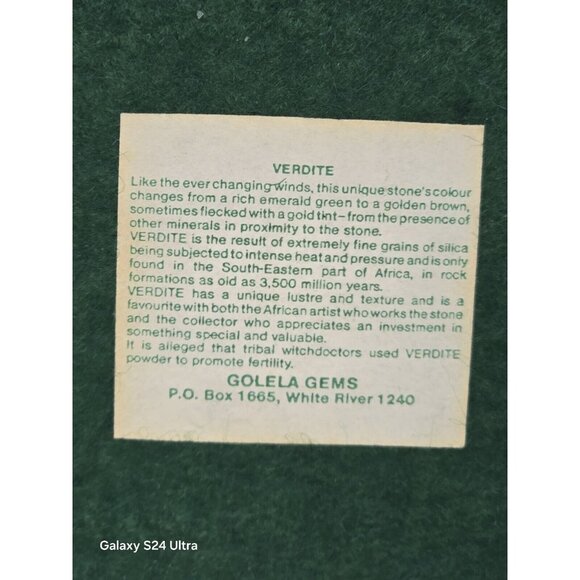 VERDITE
Like the ever changing winds, this unique stone's colour
changes from a rich emerald green to a golden brown,
sometimes flecked with a gold tint—from the presence of
other minerals in proximity to the stone.
VERDITE is the result of extremely fine grains of silica
being subjected to intense heat and pressure and is only
found in the South-Eastern part of Africa, in rock
formations as old as 3,500 million years.
VERDITE has a unique lustre and texture and is a
favourite with both the African artist who works the stone
and the collector who appreciates an investment in
something special and valuable.
It is alleged that tribal witchdoctors used VERDITE
powder to promote fertility.
GOLELA GEMS
P.O. Box 1665, White River 1240
Galaxy S24 Ultra